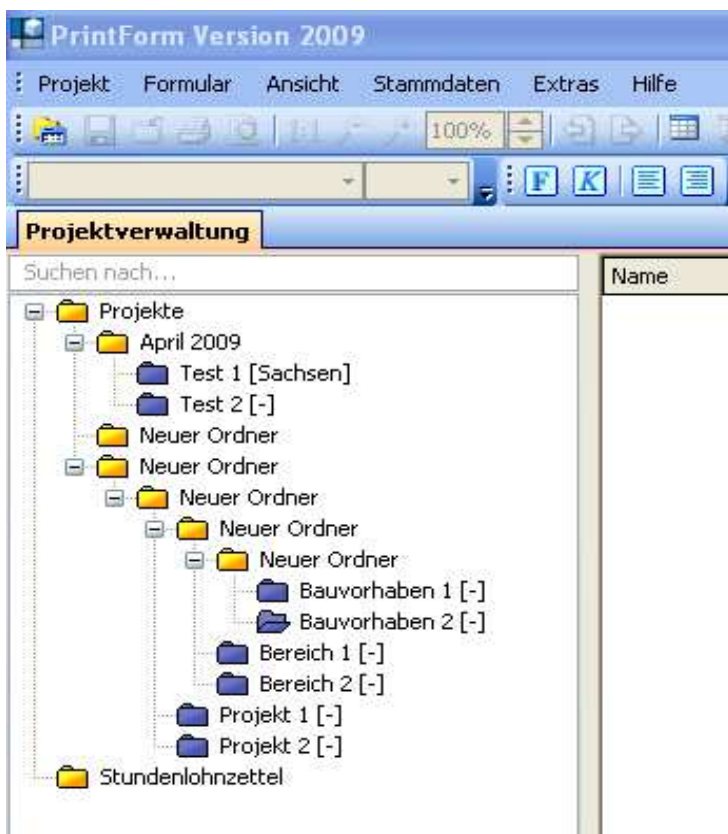 PrintForm Version 2009
Projekt Formular Ansicht Stammdaten Extras Hilfe
100%
F K
Projektverwaltung
Suchen nach...
Name
Projekte
April 2009
Test 1 [Sachsen]
Test 2 [-]
Neuer Ordner
Neuer Ordner
Neuer Ordner
Neuer Ordner
Neuer Ordner
Bauvorhaben 1 [-]
Bauvorhaben 2 [-]
Bereich 1 [-]
Bereich 2 [-]
Projekt 1 [-]
Projekt 2 [-]
Stundenlohnzettel